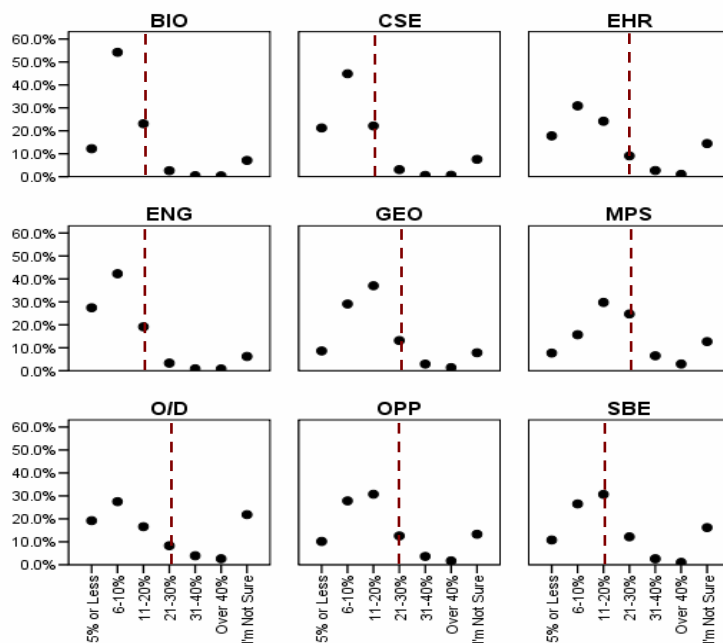 BIO CSE EHR
60.0%
50.0%
40.0%
30.0%
20.0%
10.0%
0.0%
ENG GEO MPS
60.0%
50.0%
40.0%
30.0%
20.0%
10.0%
0.0%
O/D OPP SBE
60.0%
50.0%
40.0%
30.0%
20.0%
10.0%
0.0%
5% or Less
6-10%
11-20%
21-30%
31-40%
Over 40%
I'm Not Sure
5% or Less
6-10%
11-20%
21-30%
31-40%
Over 40%
I'm Not Sure
5% or Less
6-10%
11-20%
21-30%
31-40%
Over 40%
I'm Not Sure